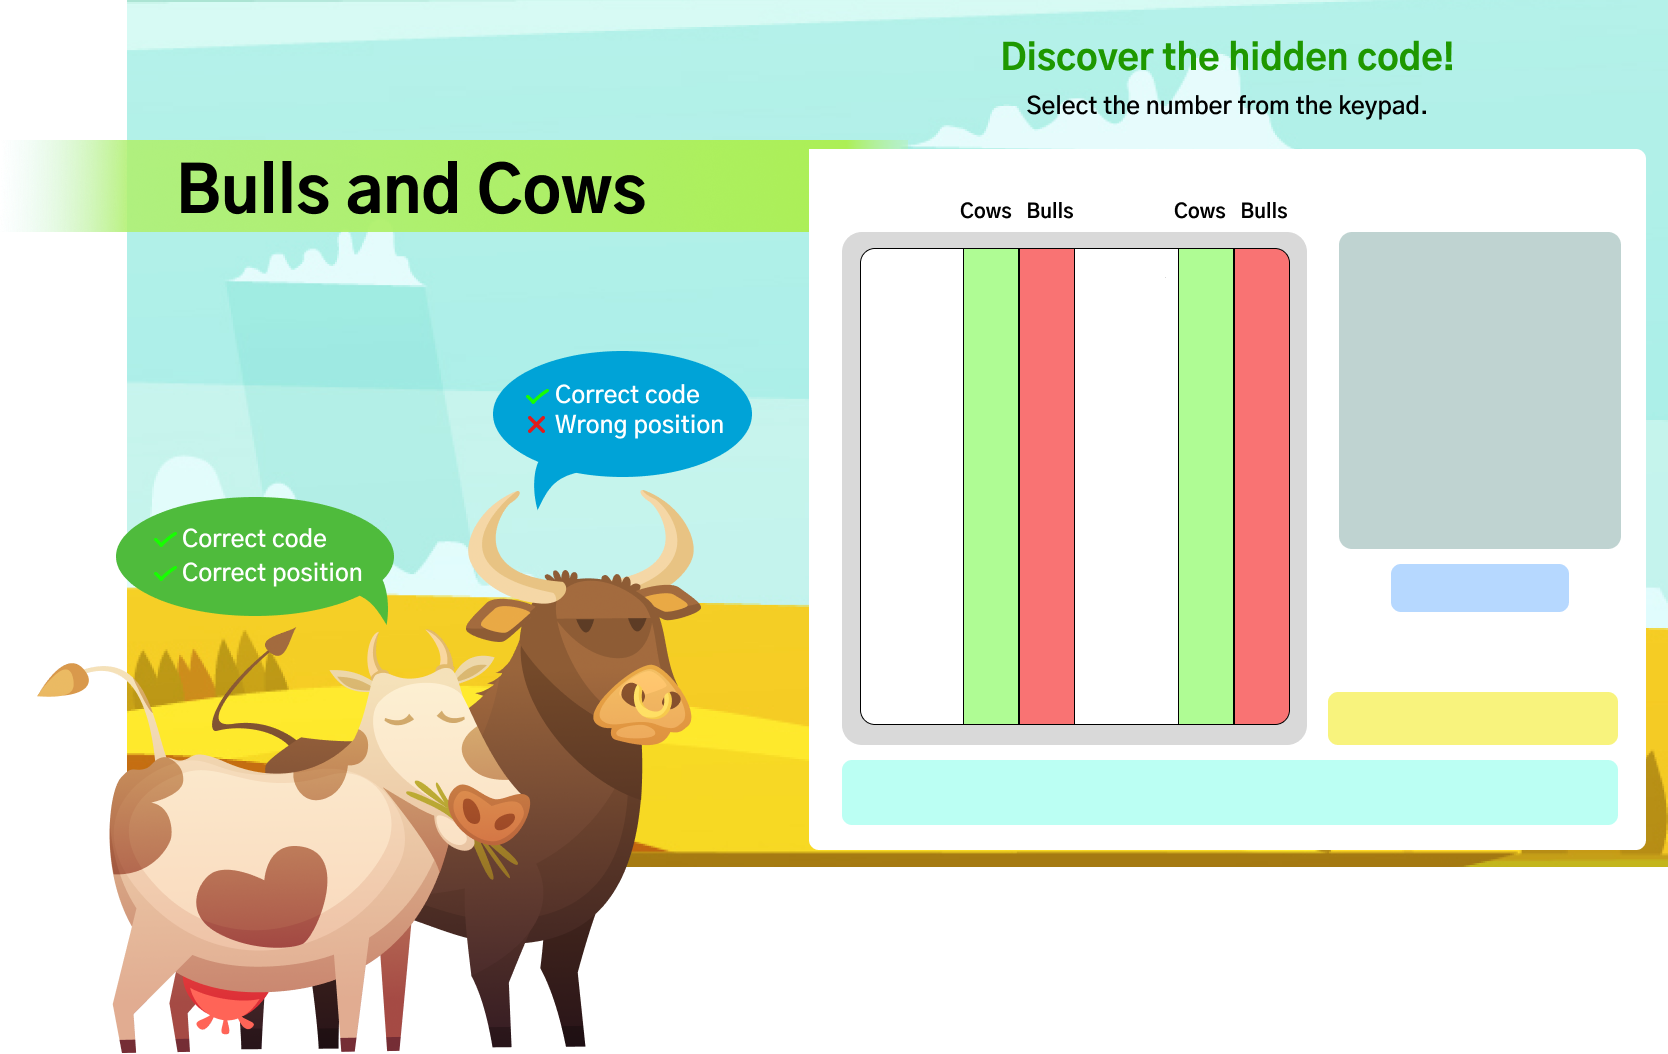 Discover the hidden code!
Select the number from the keypad.
Bulls and Cows
Cows Bulls Cows Bulls
Correct code
Wrong position
Correct code
Correct position